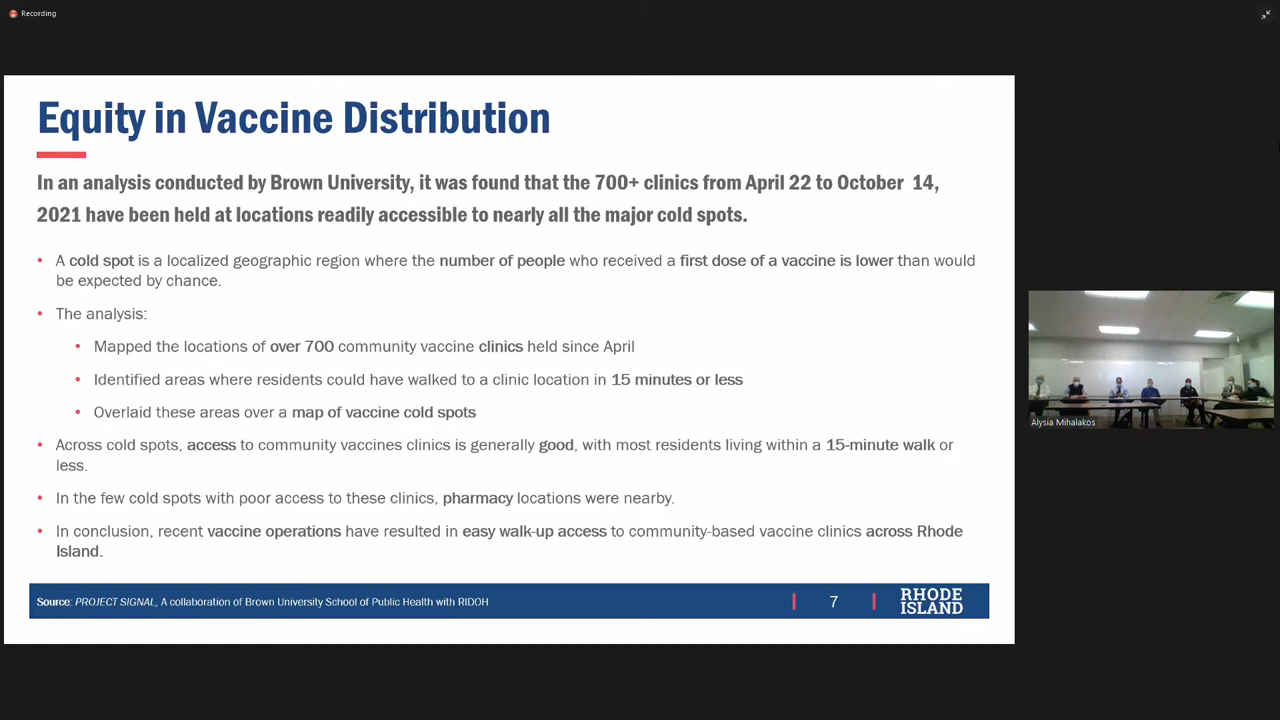 Recording
Equity in Vaccine Distribution
In an analysis conducted by Brown University, it was found that the 700+ clinics from April 22 to October 14,
2021 have been held at locations readily accessible to nearly all the major cold spots.
• A cold spot is a localized geographic region where the number of people who received a first dose of a vaccine is lower than would
be expected by chance.
• The analysis:
• Mapped the locations of over 700 community vaccine clinics held since April
• Identified areas where residents could have walked to a clinic location in 15 minutes or less
• Overlaid these areas over a map of vaccine cold spots
• Across cold spots, access to community vaccines clinics is generally good, with most residents living within a 15-minute walk or
less.
• In the few cold spots with poor access to these clinics, pharmacy locations were nearby.
• In conclusion, recent vaccine operations have resulted in easy walk-up access to community-based vaccine clinics across Rhode
Island.
Source: PROJECT SIGNAL, A collaboration of Brown University School of Public Health with RIDOH
7
RHODE
ISLAND
Alysia Mihalakos